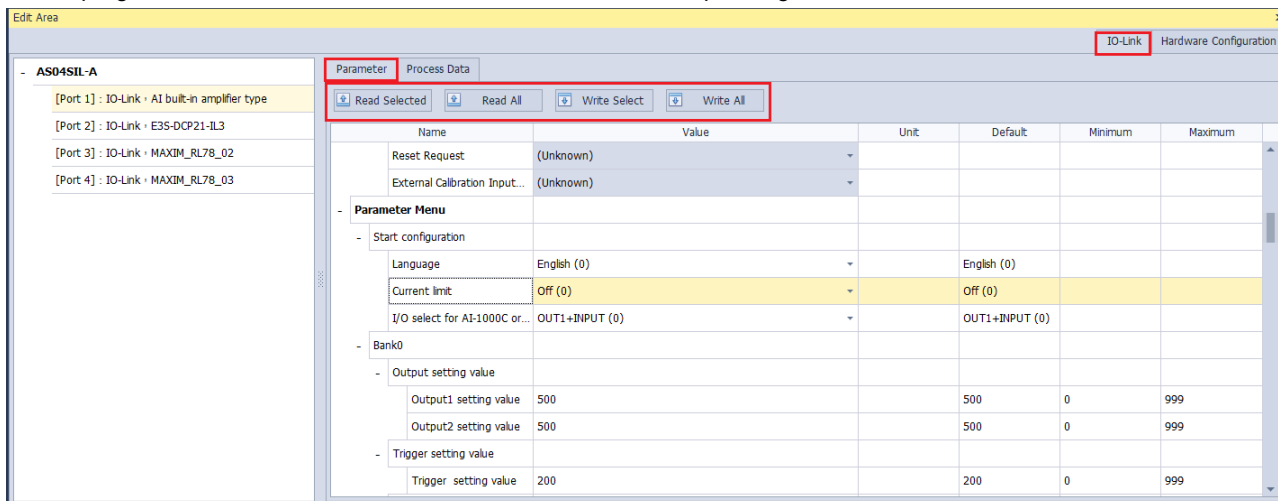 Edit Area
IO-Link Hardware Configuration
- AS04SIL-A
[Port 1] : IO-Link, AI built-in amplifier type
[Port 2] : IO-Link, E3S-DCP21-IL3
[Port 3] : IO-Link, MAXIM_RL78_02
[Port 4] : IO-Link, MAXIM_RL78_03
Parameter Process Data
Read Selected Read All Write Select Write All
Name Value Unit Default Minimum Maximum
Reset Request (Unknown)
External Calibration Input... (Unknown)
- Parameter Menu
- Start configuration
Language English (0) English (0)
Current limit Off (0) Off (0)
I/O select for AI-1000C or... OUT1+INPUT (0) OUT1+INPUT (0)
- Bank0
- Output setting value
Output1 setting value 500 500 0 999
Output2 setting value 500 500 0 999
- Trigger setting value
Trigger setting value 200 200 0 999